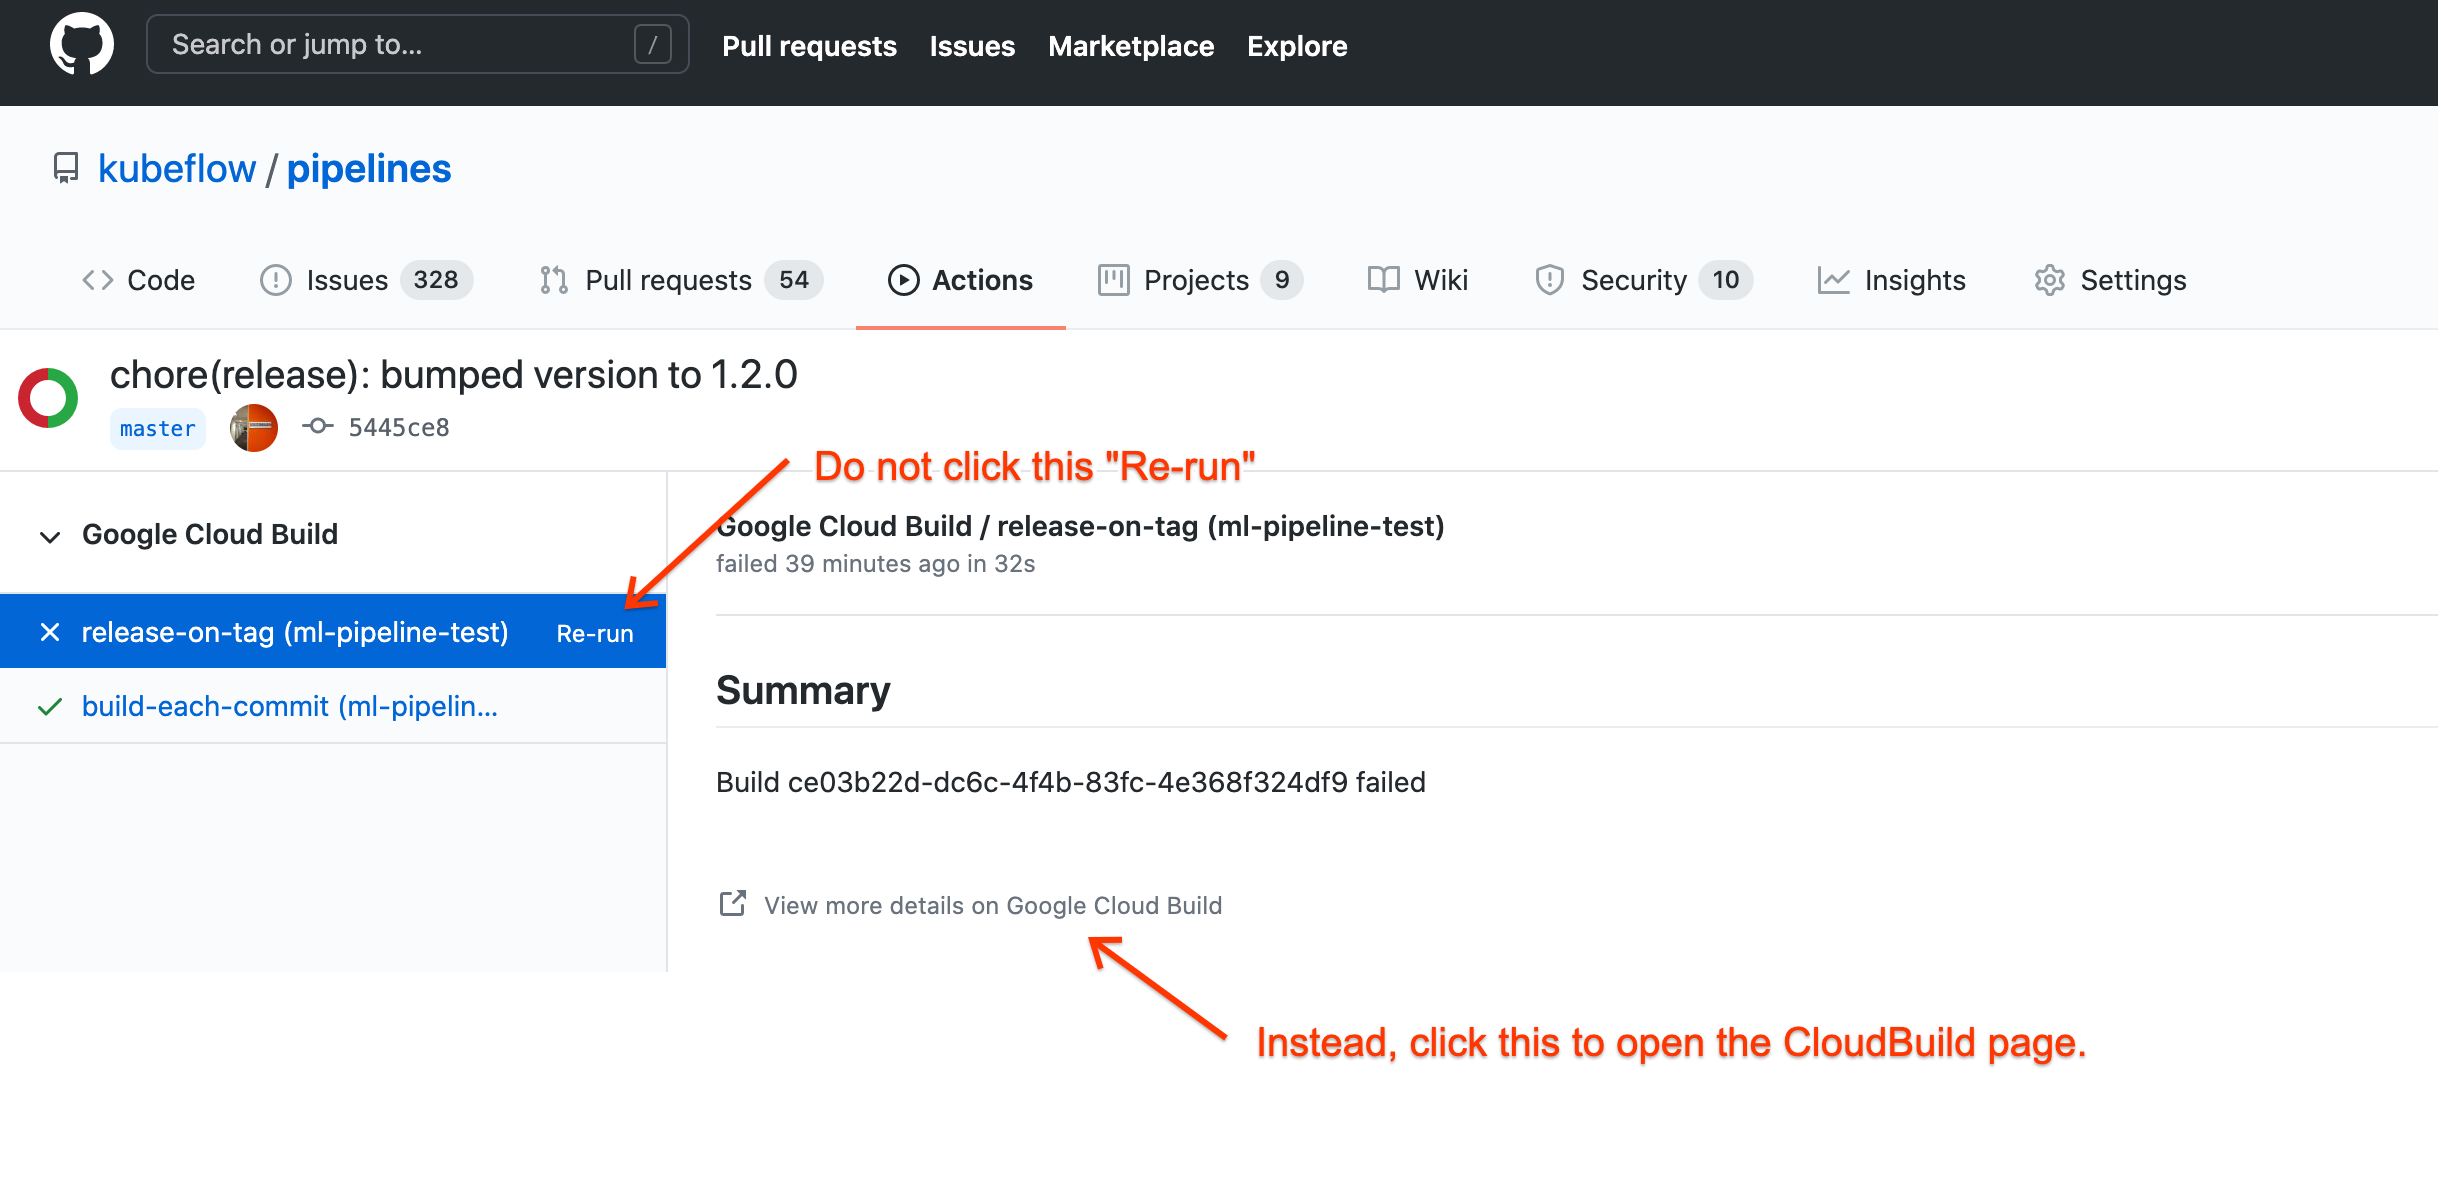 Search or jump to... / Pull requests Issues Marketplace Explore
kubeflow / pipelines
Code Issues 328 Pull requests 54 Actions Projects 9 Wiki Security 10 Insights Settings
chore(release): bumped version to 1.2.0
master 5445ce8
Do not click this "Re-run"
Google Cloud Build
Google Cloud Build / release-on-tag (ml-pipeline-test)
failed 39 minutes ago in 32s
release-on-tag (ml-pipeline-test) Re-run
build-each-commit (ml-pipelin...
Summary
Build ce03b22d-dc6c-4f4b-83fc-4e368f324df9 failed
View more details on Google Cloud Build
Instead, click this to open the CloudBuild page.